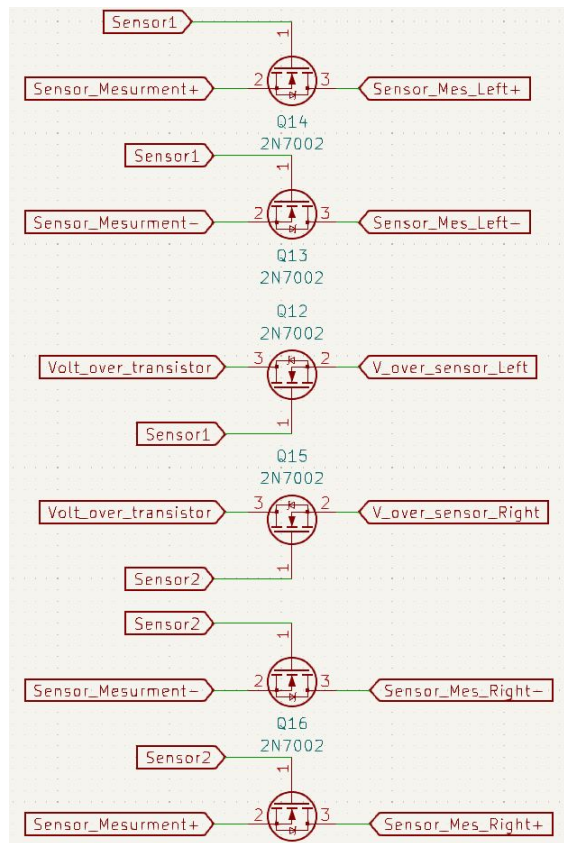 Sensor1
1
Sensor_Mesurment+ 2 3 Sensor_Mes_Left+
Q14
2N7002
Sensor1
1
Sensor_Mesurment- 2 3 Sensor_Mes_Left-
Q13
2N7002
Q12
2N7002
Volt_over_transistor 3 2 V_over_sensor_Left
1
Sensor1
Q15
2N7002
Volt_over_transistor 3 2 V_over_sensor_Right
1
Sensor2
Sensor2
1
Sensor_Mesurment- 2 3 Sensor_Mes_Right-
Q16
2N7002
Sensor2
1
Sensor_Mesurment+ 2 3 Sensor_Mes_Right+